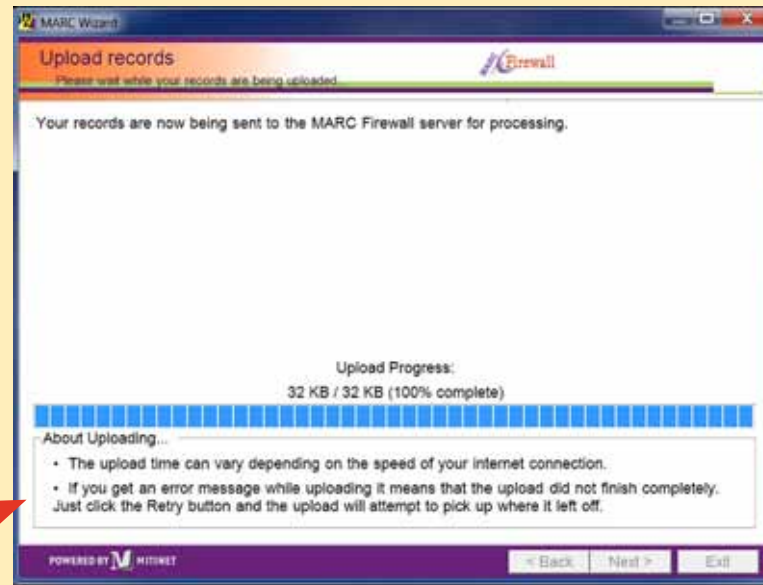 MARC Wizard
Upload records
Firewall
Please wait while your records are being uploaded.
Your records are now being sent to the MARC Firewall server for processing.
Upload Progress:
32 KB / 32 KB (100% complete)
About Uploading...
• The upload time can vary depending on the speed of your internet connection.
• If you get an error message while uploading it means that the upload did not finish completely.
Just click the Retry button and the upload will attempt to pick up where it left off.
POWERED BY M MITINET
< Back
Next >
Exit